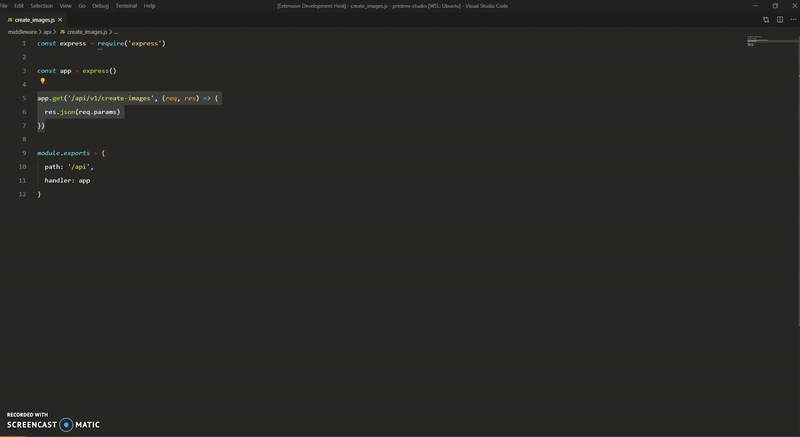 File Edit Selection View Go Debug Terminal Help
[Extension Development Host] - create_images.js - printree-studio [WSL: Ubuntu] - Visual Studio Code
JS create_images.js ×
middleware > api > JS create_images.js > ...
1 const express = require('express')
2
3 const app = express()
4
5 app.get('/api/v1/create-images', (req, res) => {
6 res.json(req.params)
7 })
8
9 module.exports = {
10 path: '/api',
11 handler: app
12 }
RECORDED WITH
SCREENCAST MATIC